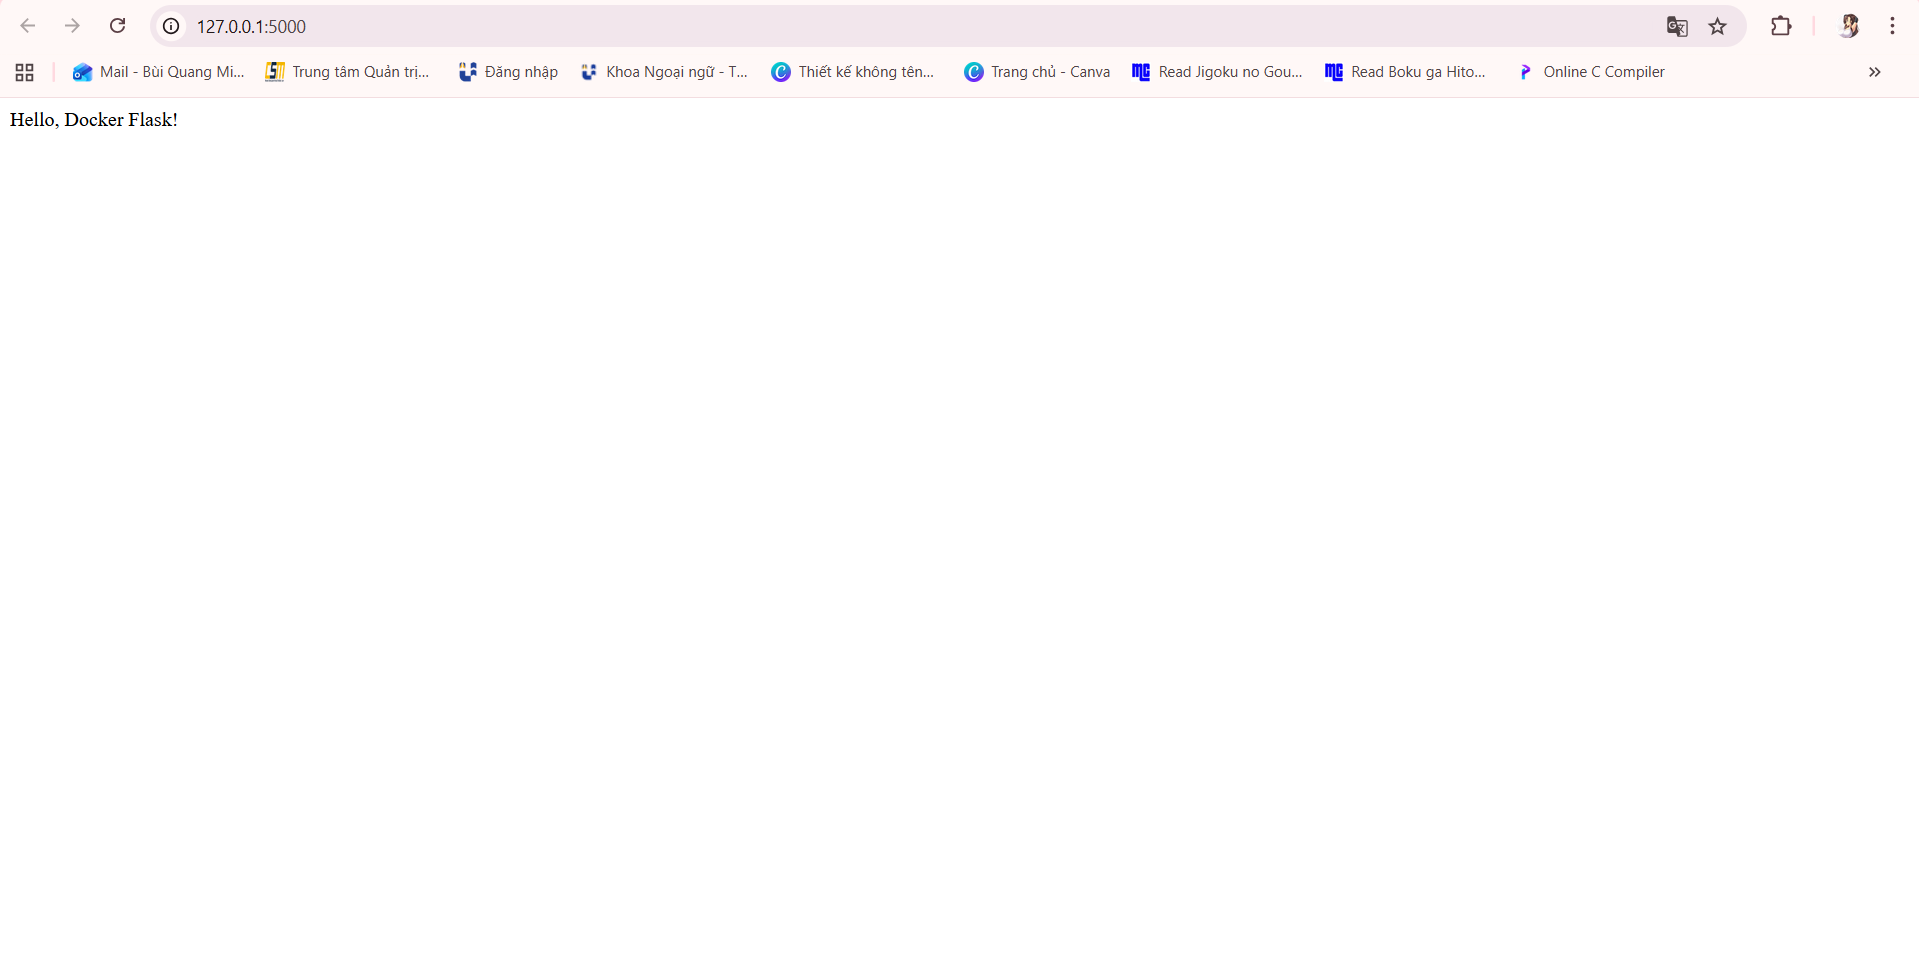 127.0.0.1:5000
Mail - Bùi Quang Mi... Trung tâm Quản trị... Đăng nhập Khoa Ngoại ngữ - T... Thiết kế không tên... Trang chủ - Canva Read Jigoku no Gou... Read Boku ga Hito... Online C Compiler
Hello, Docker Flask!